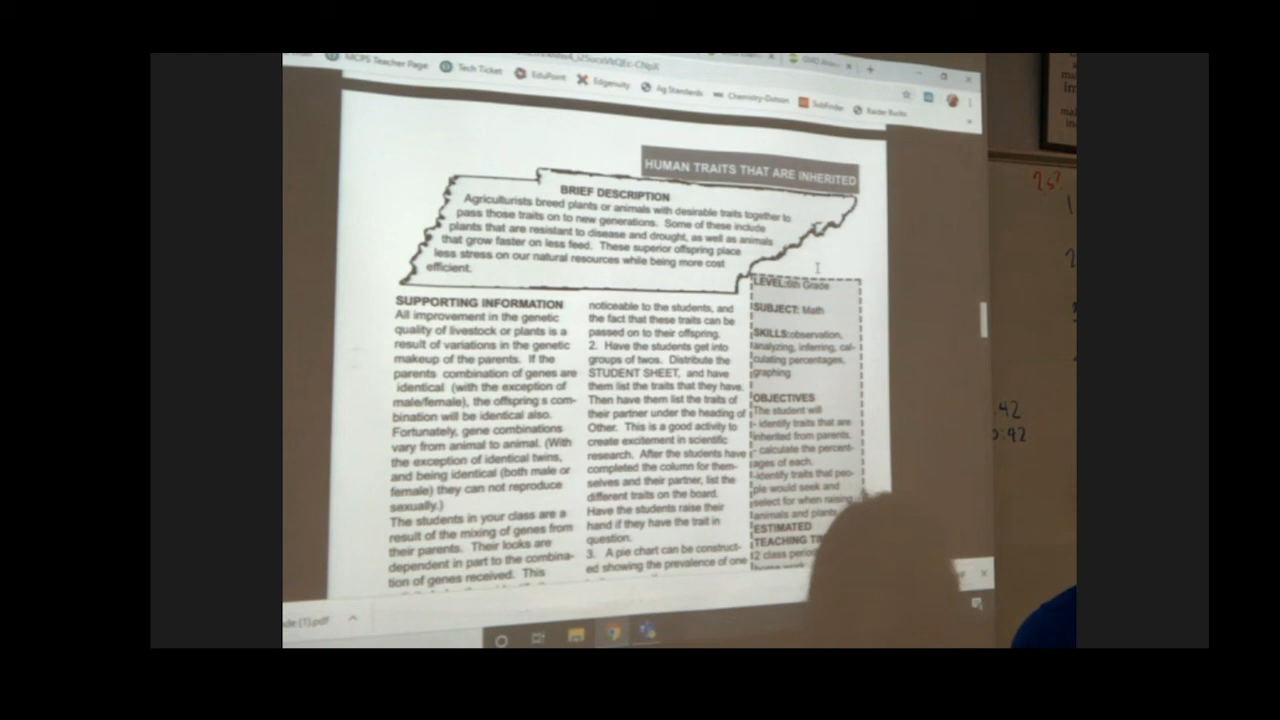 MCPS Teacher Page
Tech Ticket
EduPoint
Edgenuity
Ag Standards
Chemistry-Dotson
SubFinder
Raider Bucks
HUMAN TRAITS THAT ARE INHERITED
BRIEF DESCRIPTION
Agriculturists breed plants or animals with desirable traits together to
pass those traits on to new generations. Some of these include
plants that are resistant to disease and drought, as well as animals
that grow faster on less feed. These superior offspring place
less stress on our natural resources while being more cost
efficient.
SUPPORTING INFORMATION
All improvement in the genetic
quality of livestock or plants is a
result of variations in the genetic
makeup of the parents. If the
parents combination of genes are
identical (with the exception of
male/female), the offspring s com-
bination will be identical also.
Fortunately, gene combinations
vary from animal to animal. (With
the exception of identical twins,
and being identical (both male or
female) they can not reproduce
sexually.)
The students in your class are a
result of the mixing of genes from
their parents. Their looks are
dependent in part to the combina-
tion of genes received. This
noticeable to the students, and
the fact that these traits can be
passed on to their offspring.
2. Have the students get into
groups of twos. Distribute the
STUDENT SHEET, and have
them list the traits that they have.
Then have them list the traits of
their partner under the heading of
Other. This is a good activity to
create excitement in scientific
research. After the students have
completed the column for them-
selves and their partner, list the
different traits on the board.
Have the students raise their
hand if they have the trait in
question.
3. A pie chart can be construct-
ed showing the prevalence of one
LEVEL:6th Grade
SUBJECT: Math
SKILLS:observation,
analyzing, inferring, cal-
culating percentages,
graphing
OBJECTIVES
The student will
- identify traits that are
inherited from parents.
- calculate the percent-
ages of each.
-identify traits that peo-
ple would seek and
select for when raising
animals and plants
ESTIMATED
TEACHING
2 class
(1).pdf
.42
:42